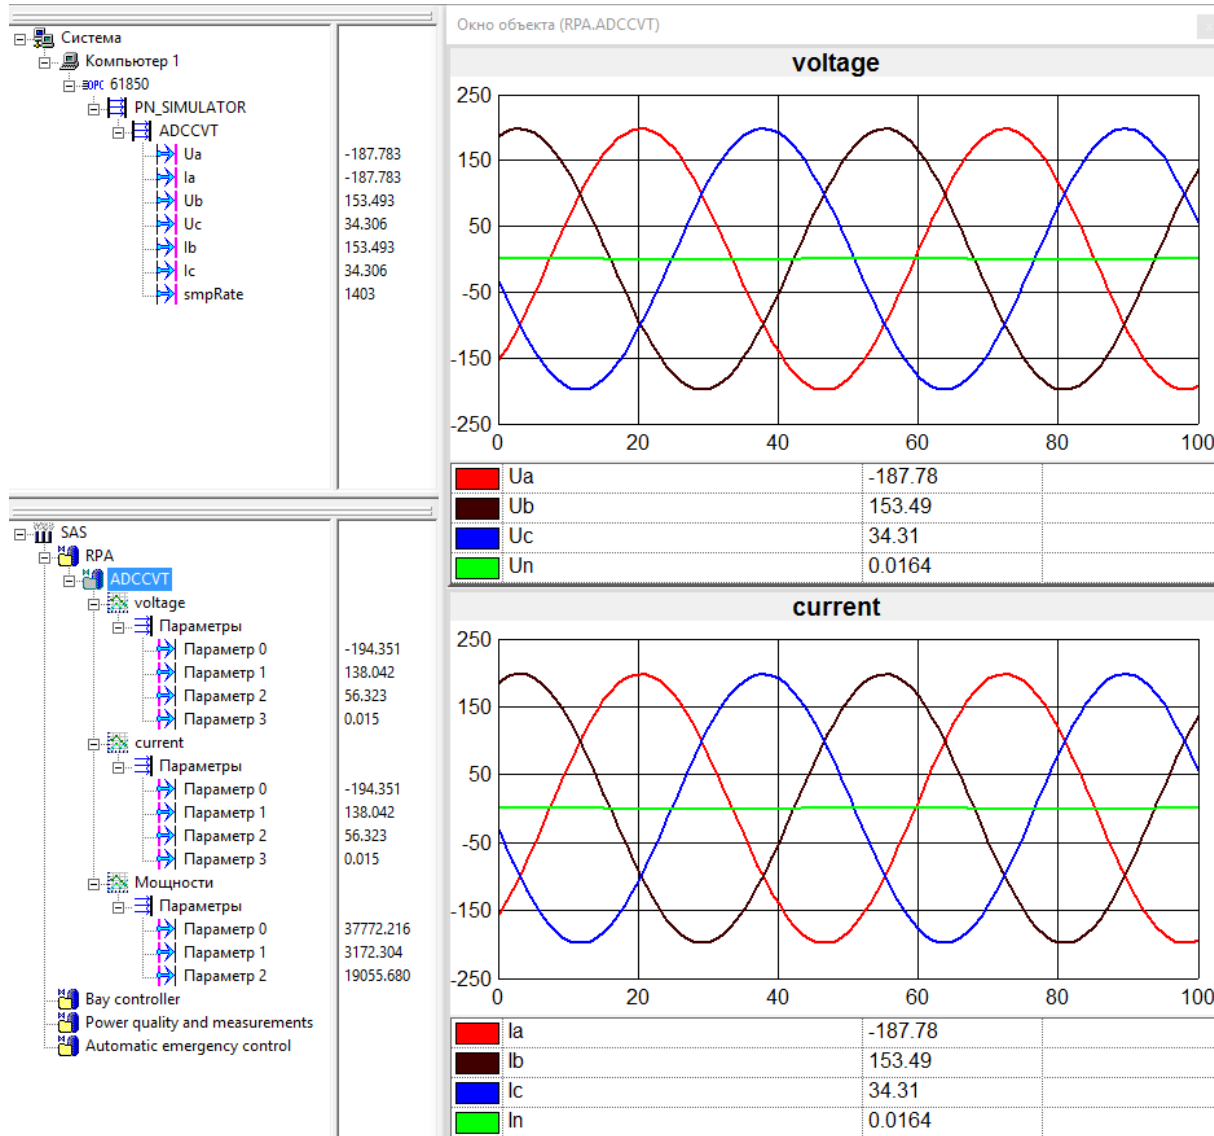 Система
Компьютер 1
OPC 61850
PN_SIMULATOR
ADCCVT
Ua -187.783
Ia -187.783
Ub 153.493
Uc 34.306
Ib 153.493
Ic 34.306
smpRate 1403
SAS
RPA
ADCCVT
voltage
Параметры
Параметр 0 -194.351
Параметр 1 138.042
Параметр 2 56.323
Параметр 3 0.015
current
Параметры
Параметр 0 -194.351
Параметр 1 138.042
Параметр 2 56.323
Параметр 3 0.015
Мощности
Параметры
Параметр 0 37772.216
Параметр 1 3172.304
Параметр 2 19055.680
Bay controller
Power quality and measurements
Automatic emergency control
Окно объекта (RPA.ADCCVT)
voltage
250
150
50
-50
-150
-250
0 20 40 60 80 100
Ua -187.78
Ub 153.49
Uc 34.31
Un 0.0164
current
250
150
50
-50
-150
-250
0 20 40 60 80 100
Ia -187.78
Ib 153.49
Ic 34.31
In 0.0164